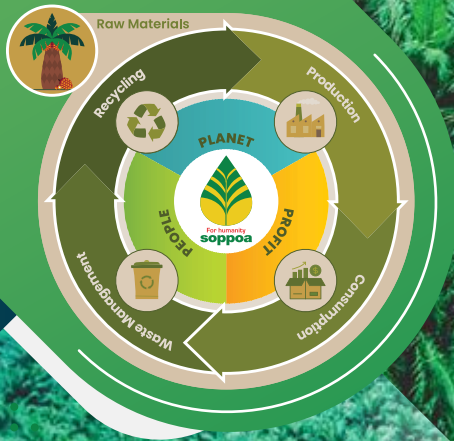 Raw Materials
Recycling
Production
PLANET
PEOPLE
PROFIT
For humanity
soppoa
Waste Management
Consumption